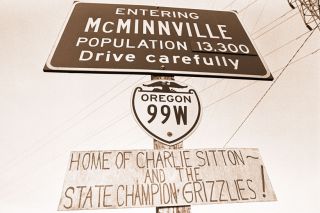 ENTERING
MCMINNVILLE
POPULATION 13,300
Drive carefully
OREGON
99W
HOME OF CHARLIE SITTON~
AND THE
STATE CHAMPION GRIZZLIES!